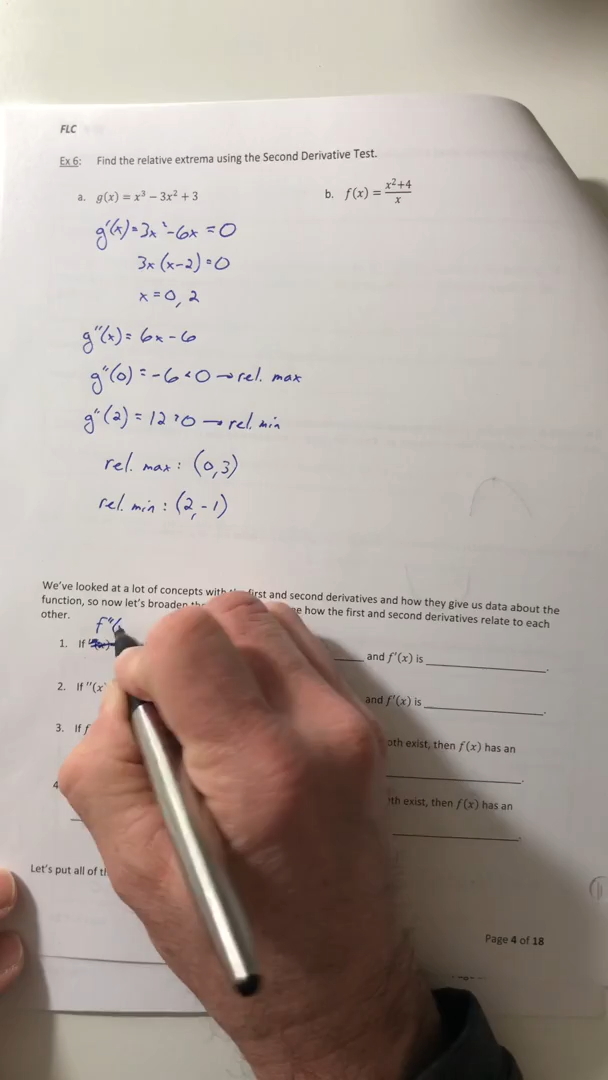 FLC
Ex 6: Find the relative extrema using the Second Derivative Test.
a. g(x) = x³ − 3x² + 3
b. f(x) = x²+4 / x
g'(x) = 3x² - 6x = 0
3x (x-2) = 0
x = 0, 2
g''(x) = 6x - 6
g''(0) = -6 < 0 → rel. max
g''(2) = 12 > 0 → rel. min
rel. max : (0,3)
rel. min : (2,-1)
We've looked at a lot of concepts with first and second derivatives and how they give us data about the
function, so now let's broaden how the first and second derivatives relate to each
other.
f''(
1. If and f'(x) is
2. If ''(x and f'(x) is
3. If f both exist, then f(x) has an
4 exist, then f(x) has an
Let's put all of
Page 4 of 18